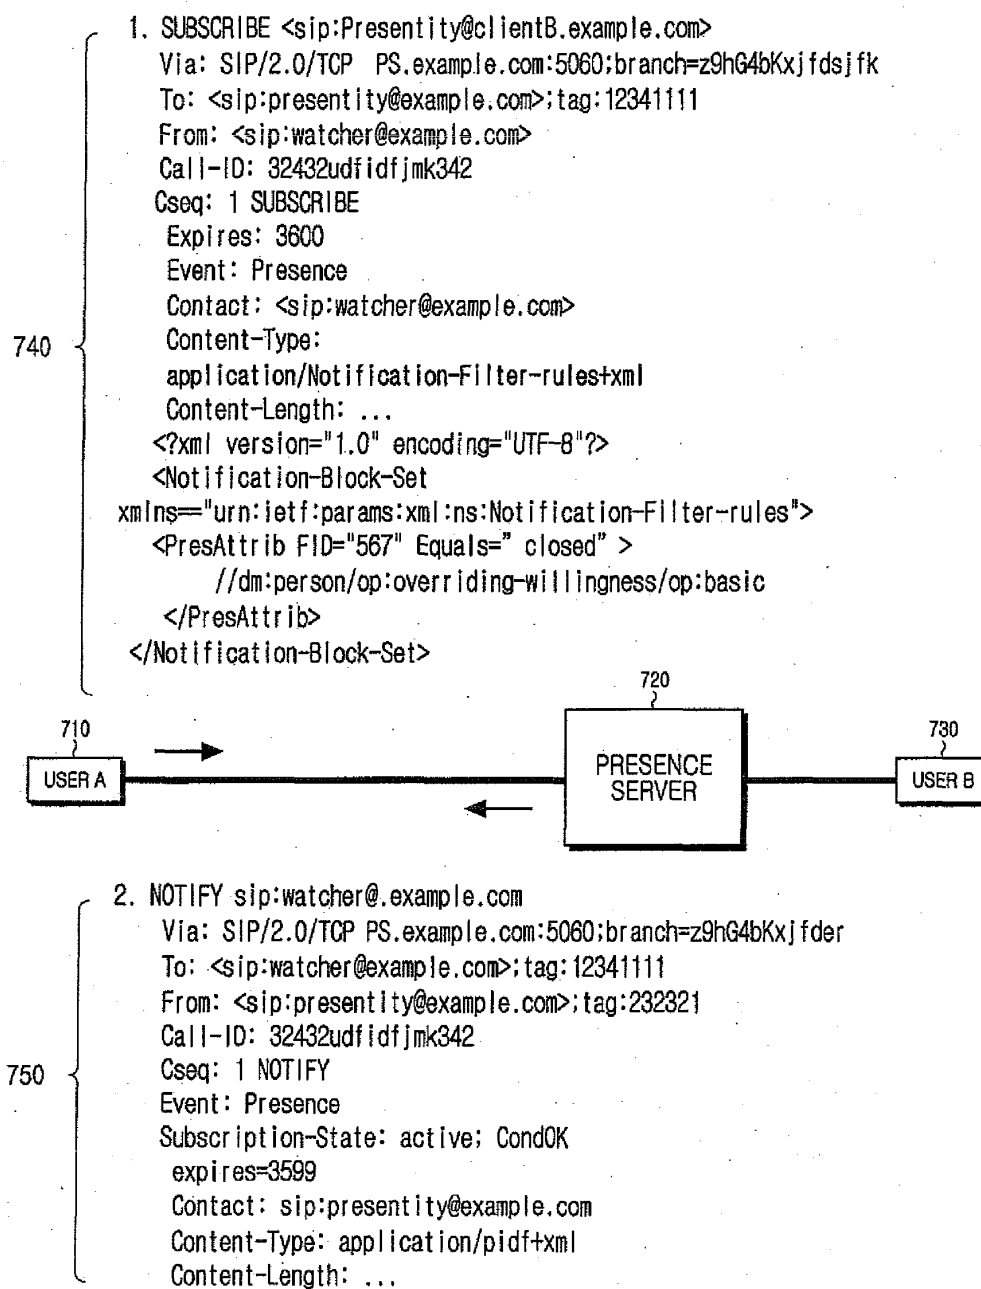 1. SUBSCRIBE <sip:Presentity@clientB.example.com>
Via: SIP/2.0/TCP PS.example.com:5060;branch=z9hG4bKxjfdsjfk
To: <sip:presentity@example.com>;tag:12341111
From: <sip:watcher@example.com>
Call-ID: 32432udfidfjmk342
Cseq: 1 SUBSCRIBE
Expires: 3600
Event: Presence
Contact: <sip:watcher@example.com>
740
Content-Type:
application/Notification-Filter-rules+xml
Content-Length: ...
<?xml version="1.0" encoding="UTF-8"?>
<Notification-Block-Set
xmlns=="urn:ietf:params:xml:ns:Notification-Filter-rules">
<PresAttrib FID="567" Equals=" closed" >
//dm:person/op:overriding-willingness/op:basic
</PresAttrib>
</Notification-Block-Set>
720
710
730
USER A
PRESENCE
SERVER
USER B
2. NOTIFY sip:watcher@.example.com
Via: SIP/2.0/TCP PS.example.com:5060;branch=z9hG4bKxjfder
To: <sip:watcher@example.com>;tag:12341111
From: <sip:presentity@example.com>;tag:232321
Call-ID: 32432udfidfjmk342
750
Cseq: 1 NOTIFY
Event: Presence
Subscription-State: active; CondOK
expires=3599
Contact: sip:presentity@example.com
Content-Type: application/pidf+xml
Content-Length: ...